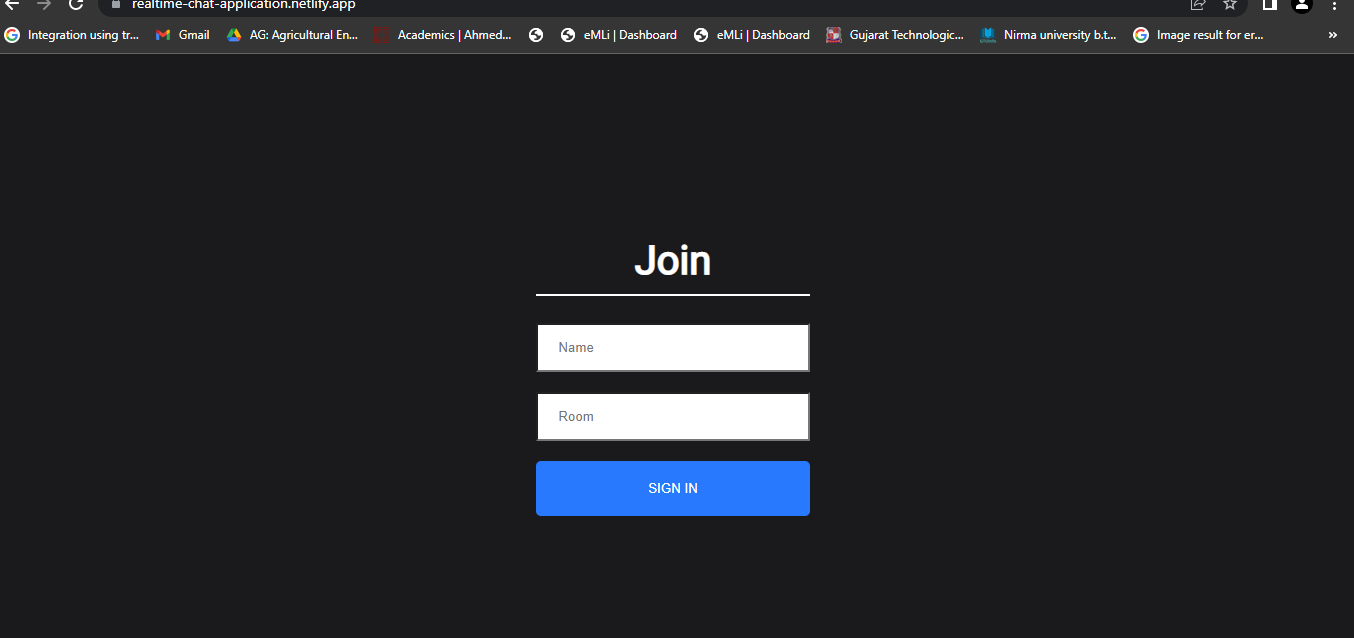 realtime-chat-application.netlify.app
Integration using tr... Gmail AG: Agricultural En... Academics | Ahmed... eMLi | Dashboard eMLi | Dashboard Gujarat Technologic... Nirma university b.t... Image result for er... »
Join
Name
Room
SIGN IN